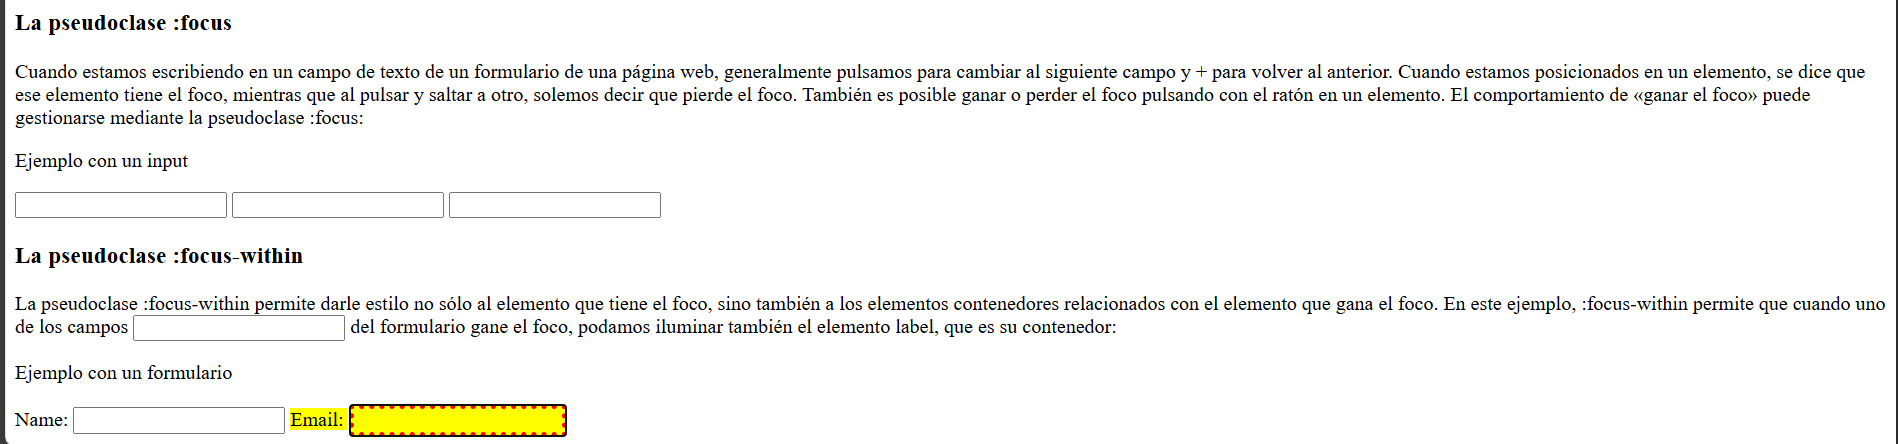 La pseudoclase :focus
Cuando estamos escribiendo en un campo de texto de un formulario de una página web, generalmente pulsamos para cambiar al siguiente campo y + para volver al anterior. Cuando estamos posicionados en un elemento, se dice que
ese elemento tiene el foco, mientras que al pulsar y saltar a otro, solemos decir que pierde el foco. También es posible ganar o perder el foco pulsando con el ratón en un elemento. El comportamiento de «ganar el foco» puede
gestionarse mediante la pseudoclase :focus:
Ejemplo con un input
La pseudoclase :focus-within
La pseudoclase :focus-within permite darle estilo no sólo al elemento que tiene el foco, sino también a los elementos contenedores relacionados con el elemento que gana el foco. En este ejemplo, :focus-within permite que cuando uno
de los campos del formulario gane el foco, podamos iluminar también el elemento label, que es su contenedor:
Ejemplo con un formulario
Name: Email: